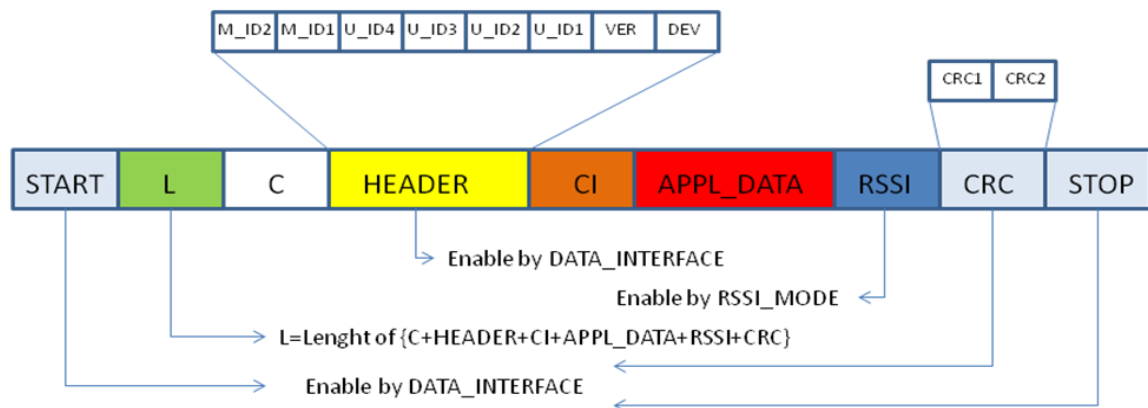 M_ID2 M_ID1 U_ID4 U_ID3 U_ID2 U_ID1 VER DEV
CRC1 CRC2
START L C HEADER CI APPL_DATA RSSI CRC STOP
Enable by DATA_INTERFACE
Enable by RSSI_MODE
L=Lenght of {C+HEADER+CI+APPL_DATA+RSSI+CRC}
Enable by DATA_INTERFACE